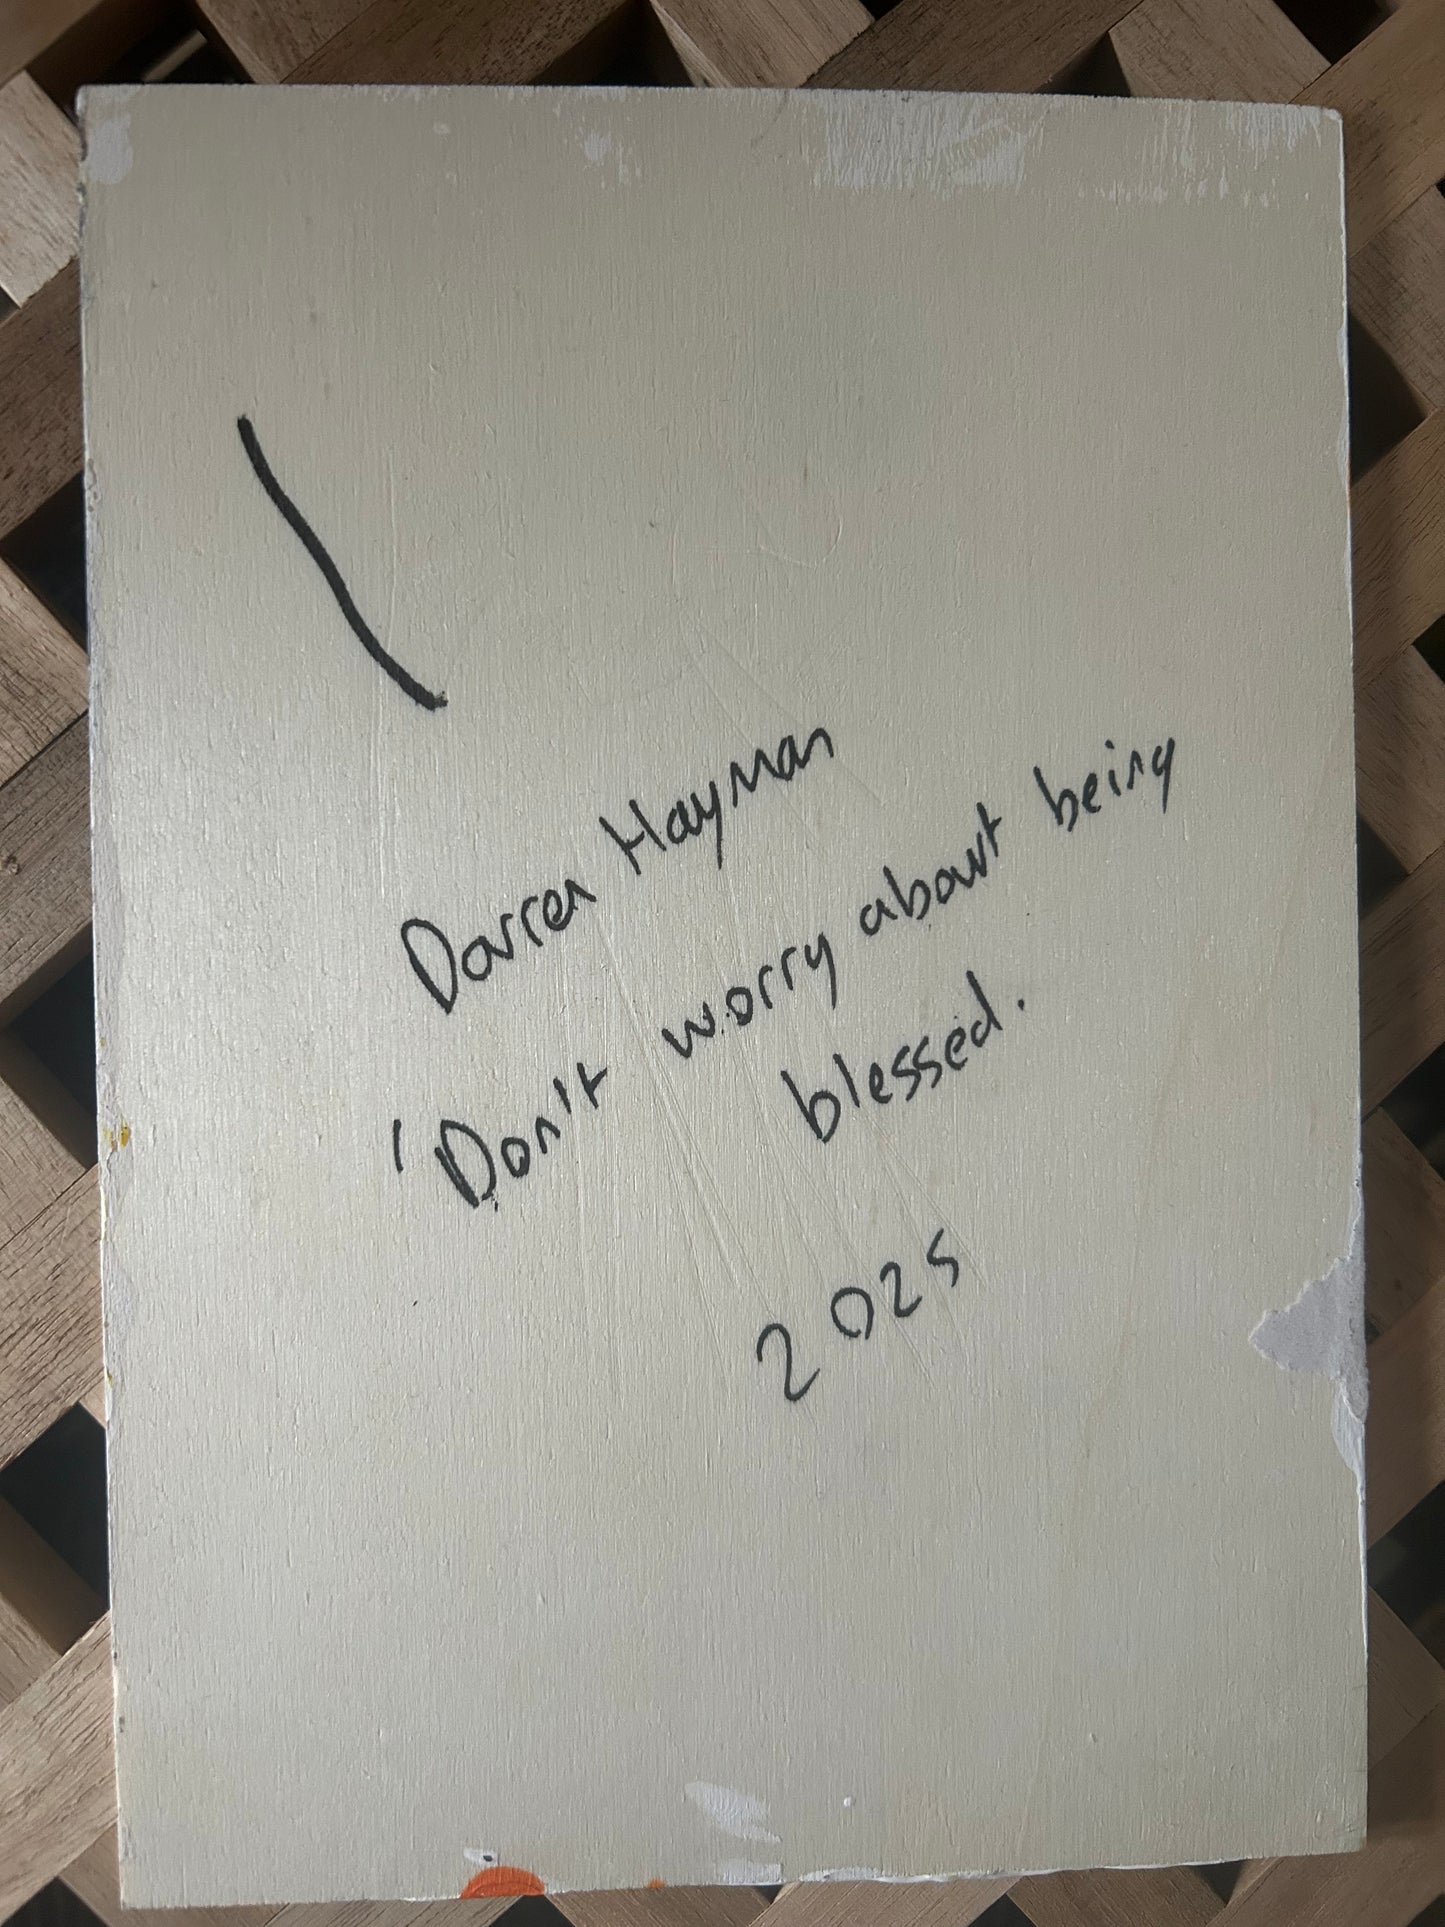 Darren Hayman
'Don't worry about being
blessed.
2025